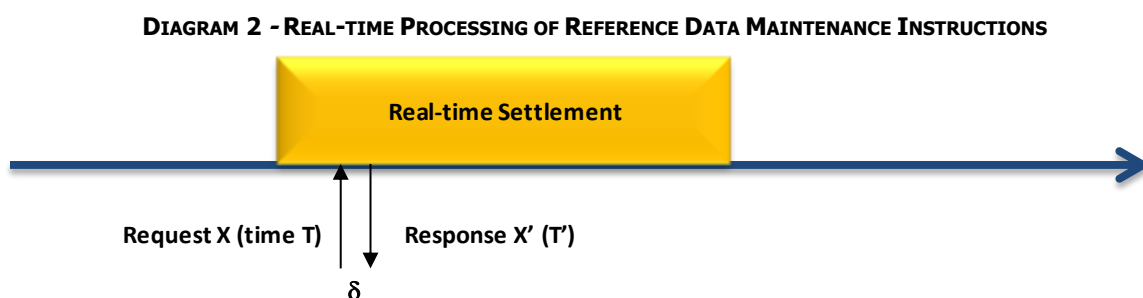 DIAGRAM 2 - REAL-TIME PROCESSING OF REFERENCE DATA MAINTENANCE INSTRUCTIONS
Real-time Settlement
Request X (time T) Response X’ (T’)
δ